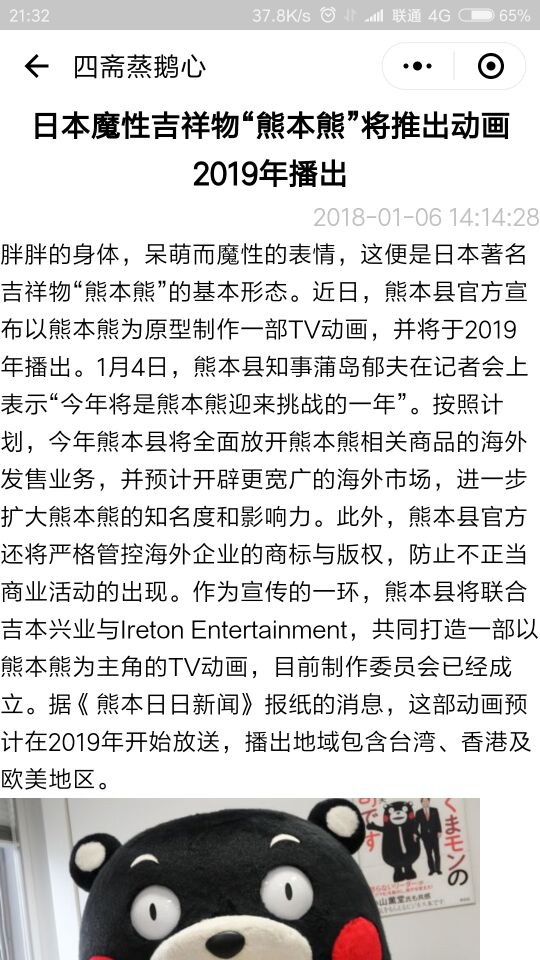 21:32
37.8K/s
联通 4G
65%
四斋蒸鹅心
日本魔性吉祥物“熊本熊”将推出动画
2019年播出
2018-01-06 14:14:28
胖胖的身体，呆萌而魔性的表情，这便是日本著名
吉祥物“熊本熊”的基本形态。近日，熊本县官方宣
布以熊本熊为原型制作一部TV动画，并将于2019
年播出。1月4日，熊本县知事蒲岛郁夫在记者会上
表示“今年将是熊本熊迎来挑战的一年”。按照计
划，今年熊本县将全面放开熊本熊相关商品的海外
发售业务，并预计开辟更宽广的海外市场，进一步
扩大熊本熊的知名度和影响力。此外，熊本县官方
还将严格管控海外企业的商标与版权，防止不正当
商业活动的出现。作为宣传的一环，熊本县将联合
吉本兴业与Ireton Entertainment，共同打造一部以
熊本熊为主角的TV动画，目前制作委员会已经成
立。据《熊本日日新闻》报纸的消息，这部动画预
计在2019年开始放送，播出地域包含台湾、香港及
欧美地区。
くまモンの
です